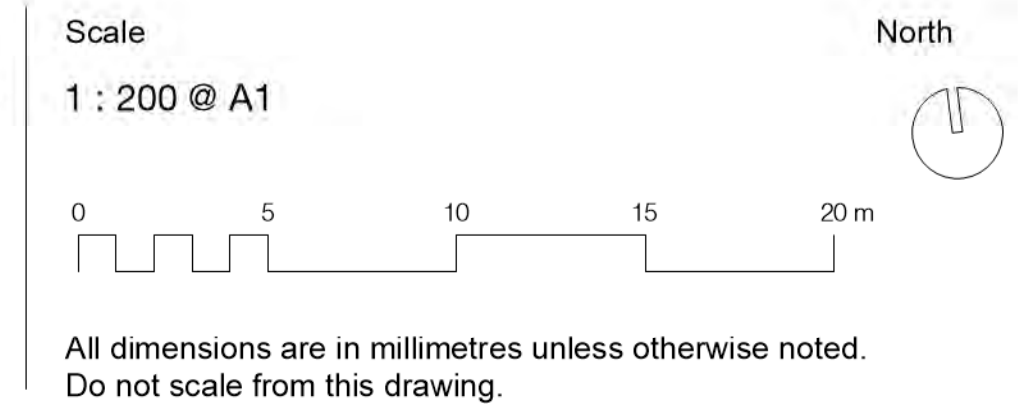 Scale
North
1 : 200 @ A1
0 5 10 15 20 m
All dimensions are in millimetres unless otherwise noted.
Do not scale from this drawing.